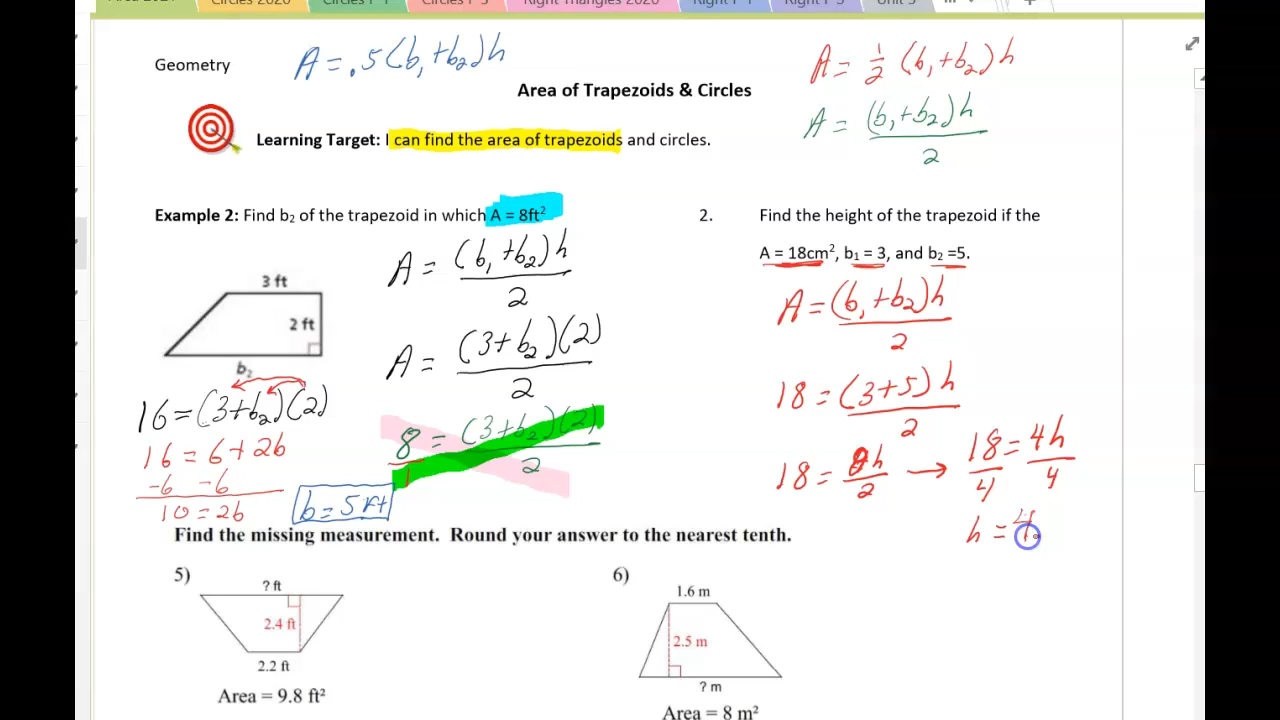 Circles 2020
Right Triangles 2020
Geometry
A = .5(b₁+b₂)h
A = 1/2 (b₁+b₂)h
Area of Trapezoids & Circles
A = (b₁+b₂)h / 2
Learning Target: I can find the area of trapezoids and circles.
Example 2: Find b₂ of the trapezoid in which A = 8ft²
3 ft
2 ft
b₂
A = (b₁+b₂)h / 2
A = (3+b₂)(2) / 2
8 = (3+b₂)(2) / 2
1
16=(3+b₂)(2)
16 = 6+2b
-6 -6
10 = 2b
b = 5 ft
2. Find the height of the trapezoid if the
A = 18cm², b₁ = 3, and b₂ =5.
A = (b₁+b₂)h / 2
18 = (3+5)h / 2
18 = 8h / 2 → 18/4 = 4h/4
h = 4.
Find the missing measurement. Round your answer to the nearest tenth.
5)
? ft
2.4 ft
2.2 ft
Area = 9.8 ft²
6)
1.6 m
2.5 m
? m
Area = 8 m²